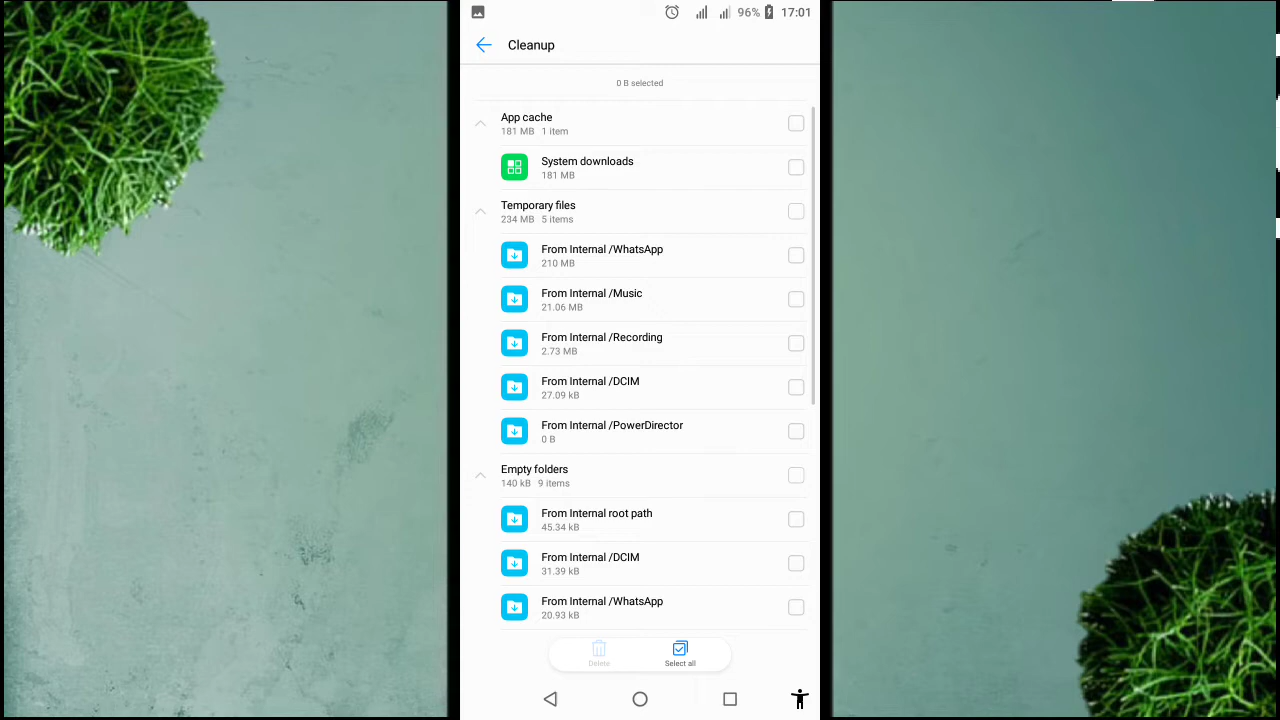 96% 17:01
Cleanup
0 B selected
App cache
181 MB 1 item
System downloads
181 MB
Temporary files
234 MB 5 items
From Internal /WhatsApp
210 MB
From Internal /Music
21.06 MB
From Internal /Recording
2.73 MB
From Internal /DCIM
27.09 kB
From Internal /PowerDirector
0 B
Empty folders
140 kB 9 items
From Internal root path
45.34 kB
From Internal /DCIM
31.39 kB
From Internal /WhatsApp
20.93 kB
Delete Select all